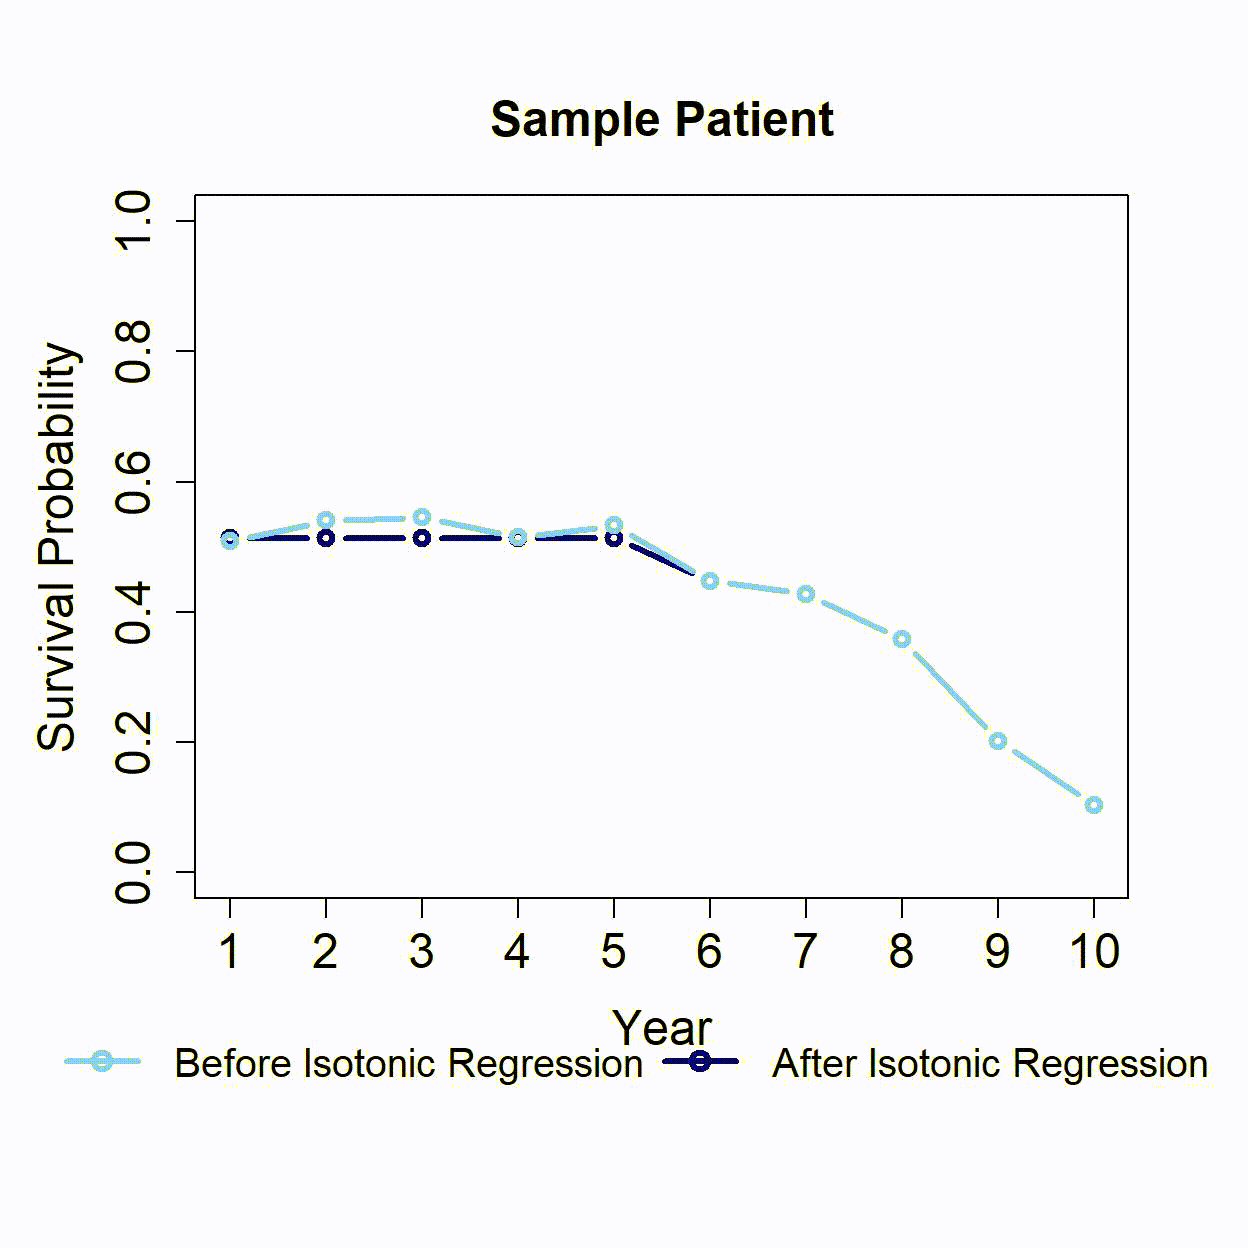 Sample Patient
Survival Probability
1.0
0.8
0.6
0.4
0.2
0.0
1 2 3 4 5 6 7 8 9 10
Year
Before Isotonic Regression After Isotonic Regression